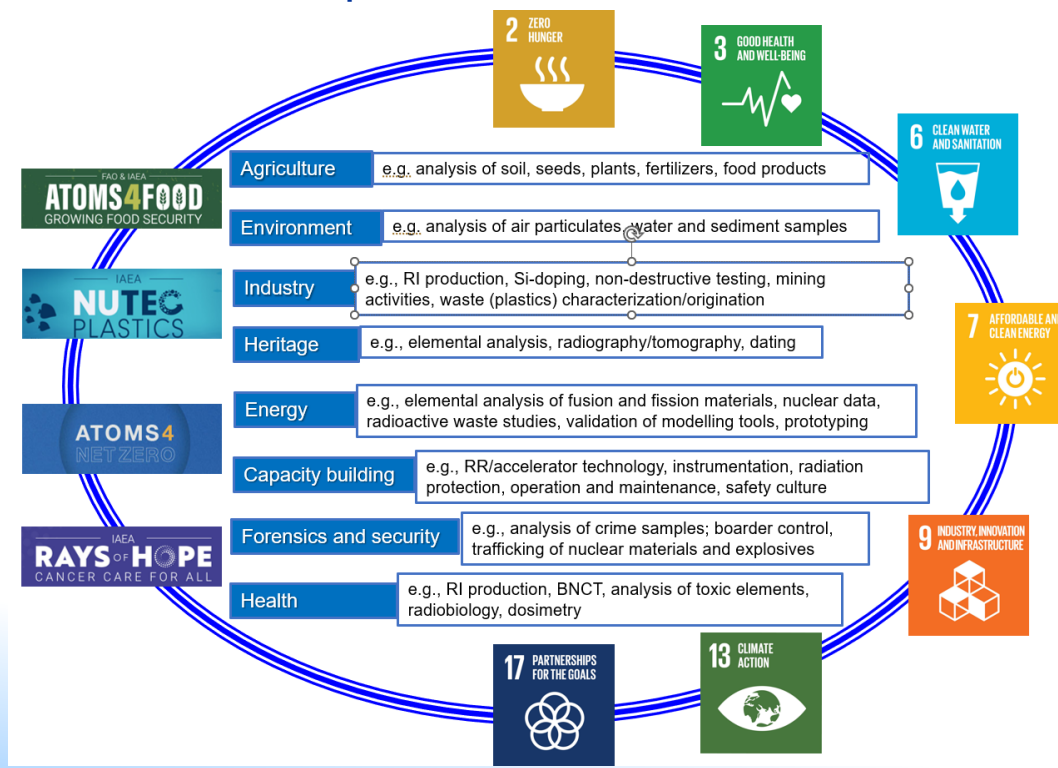 2 ZERO
HUNGER
3 GOOD HEALTH
AND WELL-BEING
6 CLEAN WATER
AND SANITATION
FAO & IAEA
ATOMS4FOOD
GROWING FOOD SECURITY
Agriculture
e.g. analysis of soil, seeds, plants, fertilizers, food products
Environment
e.g. analysis of air particulates, water and sediment samples
IAEA
NUTEC
PLASTICS
Industry
e.g., RI production, Si-doping, non-destructive testing, mining
activities, waste (plastics) characterization/origination
7 AFFORDABLE AND
CLEAN ENERGY
Heritage
e.g., elemental analysis, radiography/tomography, dating
ATOMS4
NETZERO
Energy
e.g., elemental analysis of fusion and fission materials, nuclear data,
radioactive waste studies, validation of modelling tools, prototyping
Capacity building
e.g., RR/accelerator technology, instrumentation, radiation
protection, operation and maintenance, safety culture
IAEA
RAYS OF HOPE
CANCER CARE FOR ALL
Forensics and security
e.g., analysis of crime samples; boarder control,
trafficking of nuclear materials and explosives
9 INDUSTRY, INNOVATION
AND INFRASTRUCTURE
Health
e.g., RI production, BNCT, analysis of toxic elements,
radiobiology, dosimetry
17 PARTNERSHIPS
FOR THE GOALS
13 CLIMATE
ACTION